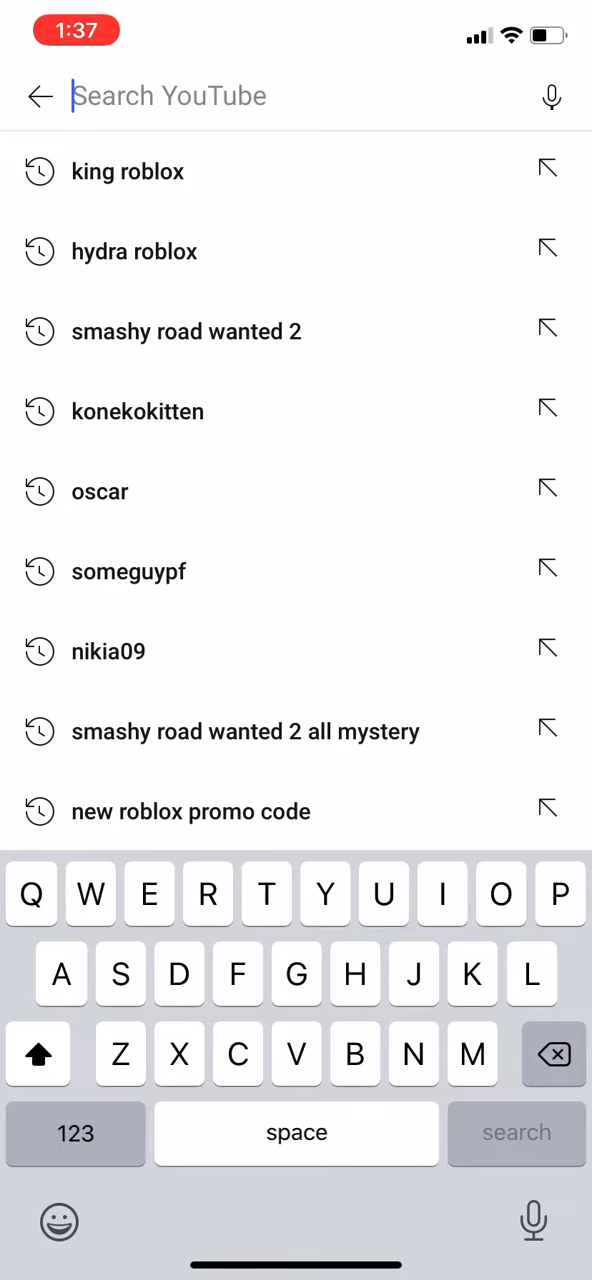 1:37
Search YouTube
king roblox
hydra roblox
smashy road wanted 2
konekokitten
oscar
someguypf
nikia09
smashy road wanted 2 all mystery
new roblox promo code
Q W E R T Y U I O P
A S D F G H J K L
Z X C V B N M
123 space search